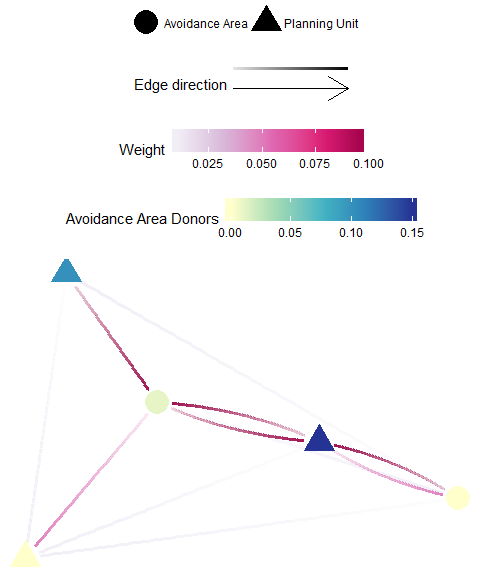 Avoidance Area Planning Unit
Edge direction
Weight
0.025 0.050 0.075 0.100
Avoidance Area Donors
0.00 0.05 0.10 0.15